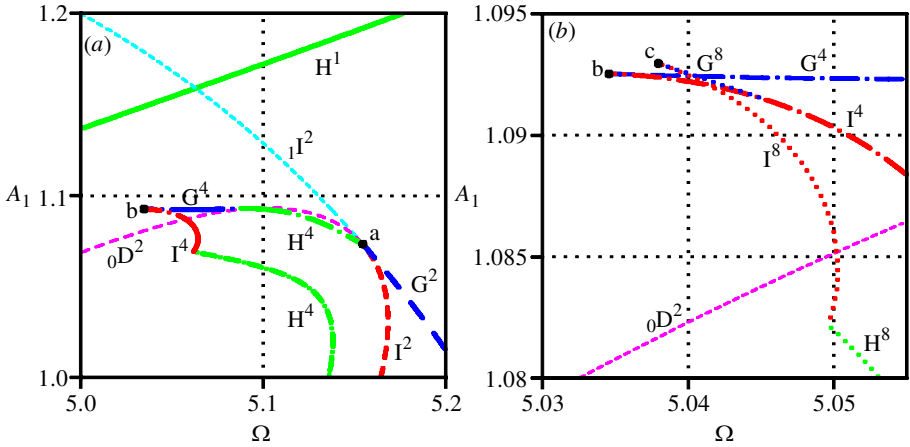 1.2
(a)
H¹
₁I²
1.1
A₁
b
G⁴
a
₀D²
I⁴
H⁴
G²
H⁴
I²
1.0
5.0
5.1
5.2
Ω
1.095
(b)
c
G⁸
G⁴
b
I⁴
1.09
I⁸
A₁
1.085
₀D²
H⁸
1.08
5.03
5.04
5.05
Ω